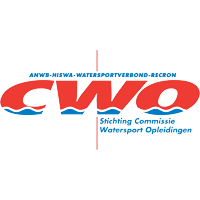 ANWB-HISWA-WATERSPORTVERBOND-RECRON
CWO
Stichting Commissie
Watersport Opleidingen